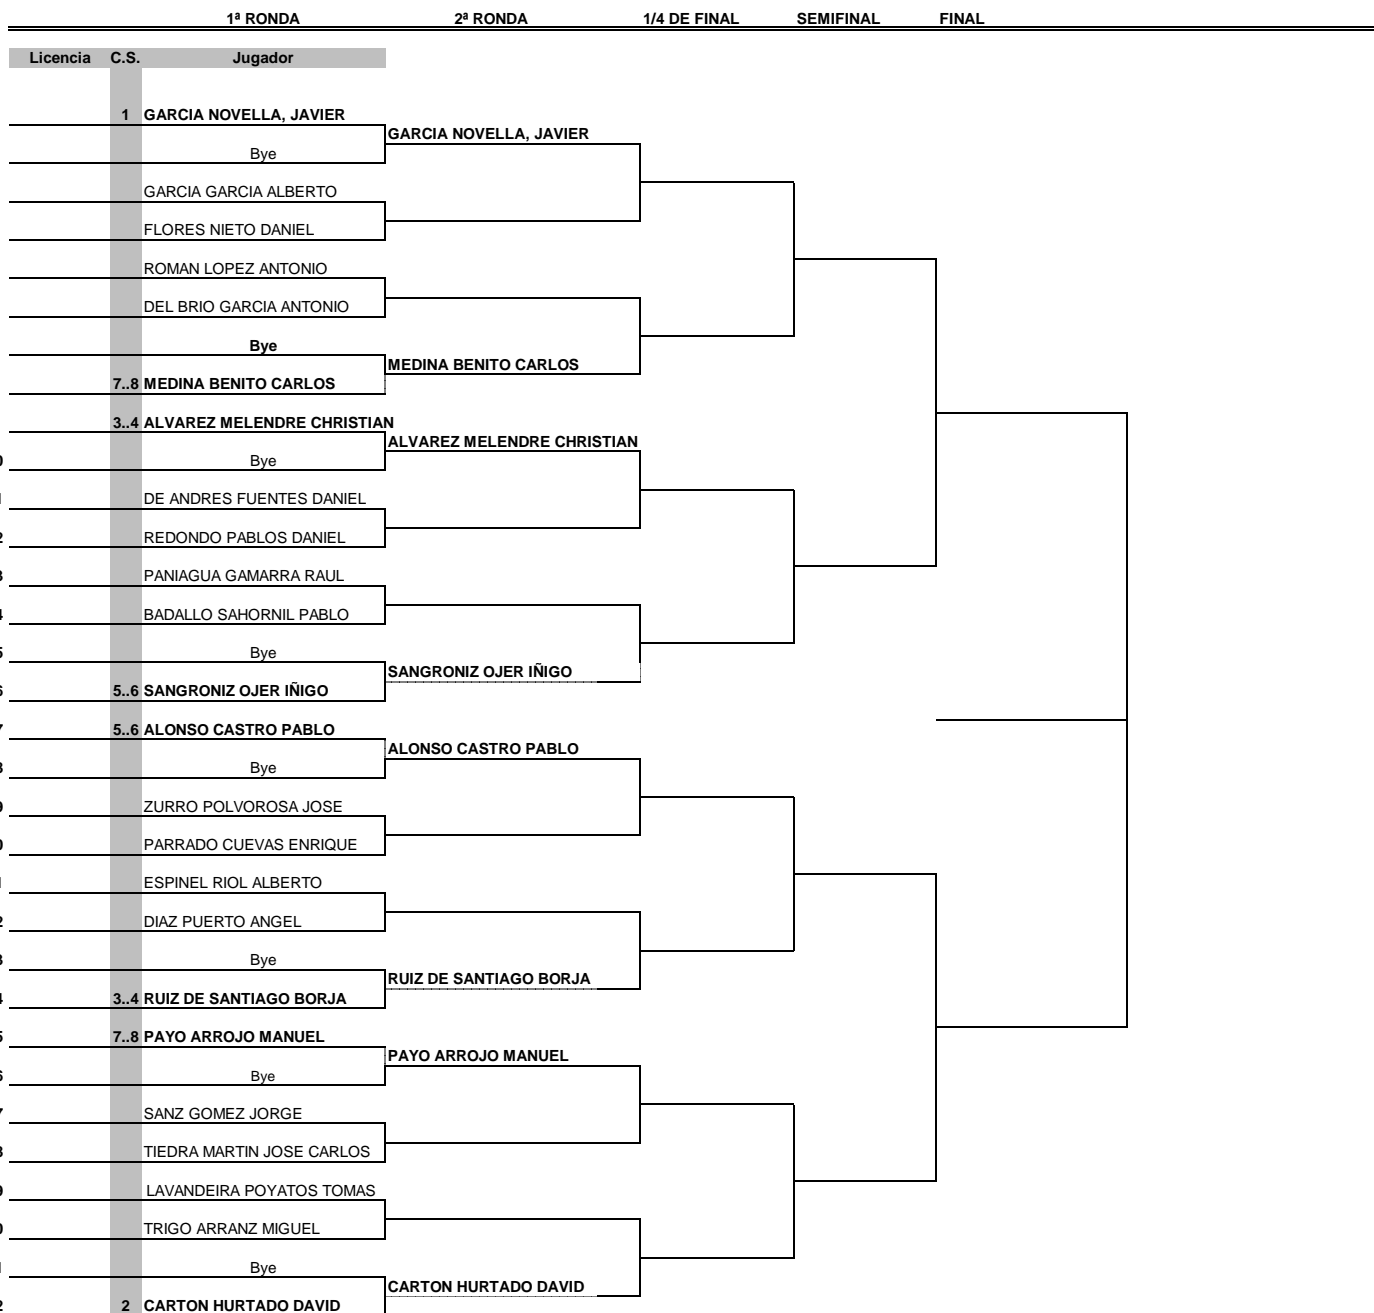 1ª RONDA 2ª RONDA 1/4 DE FINAL SEMIFINAL FINAL
Licencia C.S. Jugador
1 GARCIA NOVELLA, JAVIER
GARCIA NOVELLA, JAVIER
Bye
GARCIA GARCIA ALBERTO
FLORES NIETO DANIEL
ROMAN LOPEZ ANTONIO
DEL BRIO GARCIA ANTONIO
Bye
MEDINA BENITO CARLOS
7..8 MEDINA BENITO CARLOS
3..4 ALVAREZ MELENDRE CHRISTIAN
ALVAREZ MELENDRE CHRISTIAN
Bye
DE ANDRES FUENTES DANIEL
REDONDO PABLOS DANIEL
PANIAGUA GAMARRA RAUL
BADALLO SAHORNIL PABLO
Bye
SANGRONIZ OJER IÑIGO
5..6 SANGRONIZ OJER IÑIGO
5..6 ALONSO CASTRO PABLO
ALONSO CASTRO PABLO
Bye
ZURRO POLVOROSA JOSE
PARRADO CUEVAS ENRIQUE
ESPINEL RIOL ALBERTO
DIAZ PUERTO ANGEL
Bye
RUIZ DE SANTIAGO BORJA
3..4 RUIZ DE SANTIAGO BORJA
7..8 PAYO ARROJO MANUEL
PAYO ARROJO MANUEL
Bye
SANZ GOMEZ JORGE
TIEDRA MARTIN JOSE CARLOS
LAVANDEIRA POYATOS TOMAS
TRIGO ARRANZ MIGUEL
Bye
CARTON HURTADO DAVID
2 CARTON HURTADO DAVID